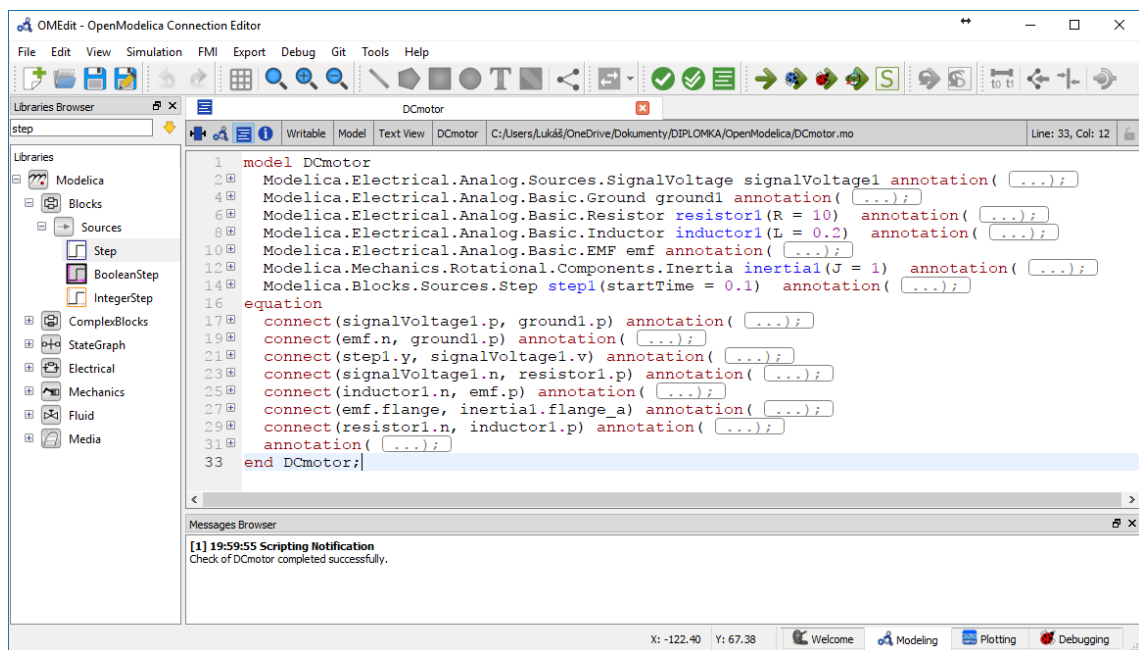 OMEdit - OpenModelica Connection Editor
File Edit View Simulation FMI Export Debug Git Tools Help
T S to t1
Libraries Browser
step
Libraries
Modelica
Blocks
Sources
Step
BooleanStep
IntegerStep
ComplexBlocks
StateGraph
Electrical
Mechanics
Fluid
Media
DCmotor
Writable Model Text View DCmotor C:/Users/Lukáš/OneDrive/Dokumenty/DIPLOMKA/OpenModelica/DCmotor.mo Line: 33, Col: 12
1 model DCmotor
2 Modelica.Electrical.Analog.Sources.SignalVoltage signalVoltage1 annotation( ...);
4 Modelica.Electrical.Analog.Basic.Ground ground1 annotation( ...);
6 Modelica.Electrical.Analog.Basic.Resistor resistor1(R = 10)  annotation( ...);
8 Modelica.Electrical.Analog.Basic.Inductor inductor1(L = 0.2)  annotation( ...);
10 Modelica.Electrical.Analog.Basic.EMF emf annotation( ...);
12 Modelica.Mechanics.Rotational.Components.Inertia inertia1(J = 1)  annotation( ...);
14 Modelica.Blocks.Sources.Step step1(startTime = 0.1)  annotation( ...);
16 equation
17 connect(signalVoltage1.p, ground1.p) annotation( ...);
19 connect(emf.n, ground1.p) annotation( ...);
21 connect(step1.y, signalVoltage1.v) annotation( ...);
23 connect(signalVoltage1.n, resistor1.p) annotation( ...);
25 connect(inductor1.n, emf.p) annotation( ...);
27 connect(emf.flange, inertia1.flange_a) annotation( ...);
29 connect(resistor1.n, inductor1.p) annotation( ...);
31 annotation( ...);
33 end DCmotor;
Messages Browser
[1] 19:59:55 Scripting Notification
Check of DCmotor completed successfully.
X: -122.40 Y: 67.38 Welcome Modeling Plotting Debugging